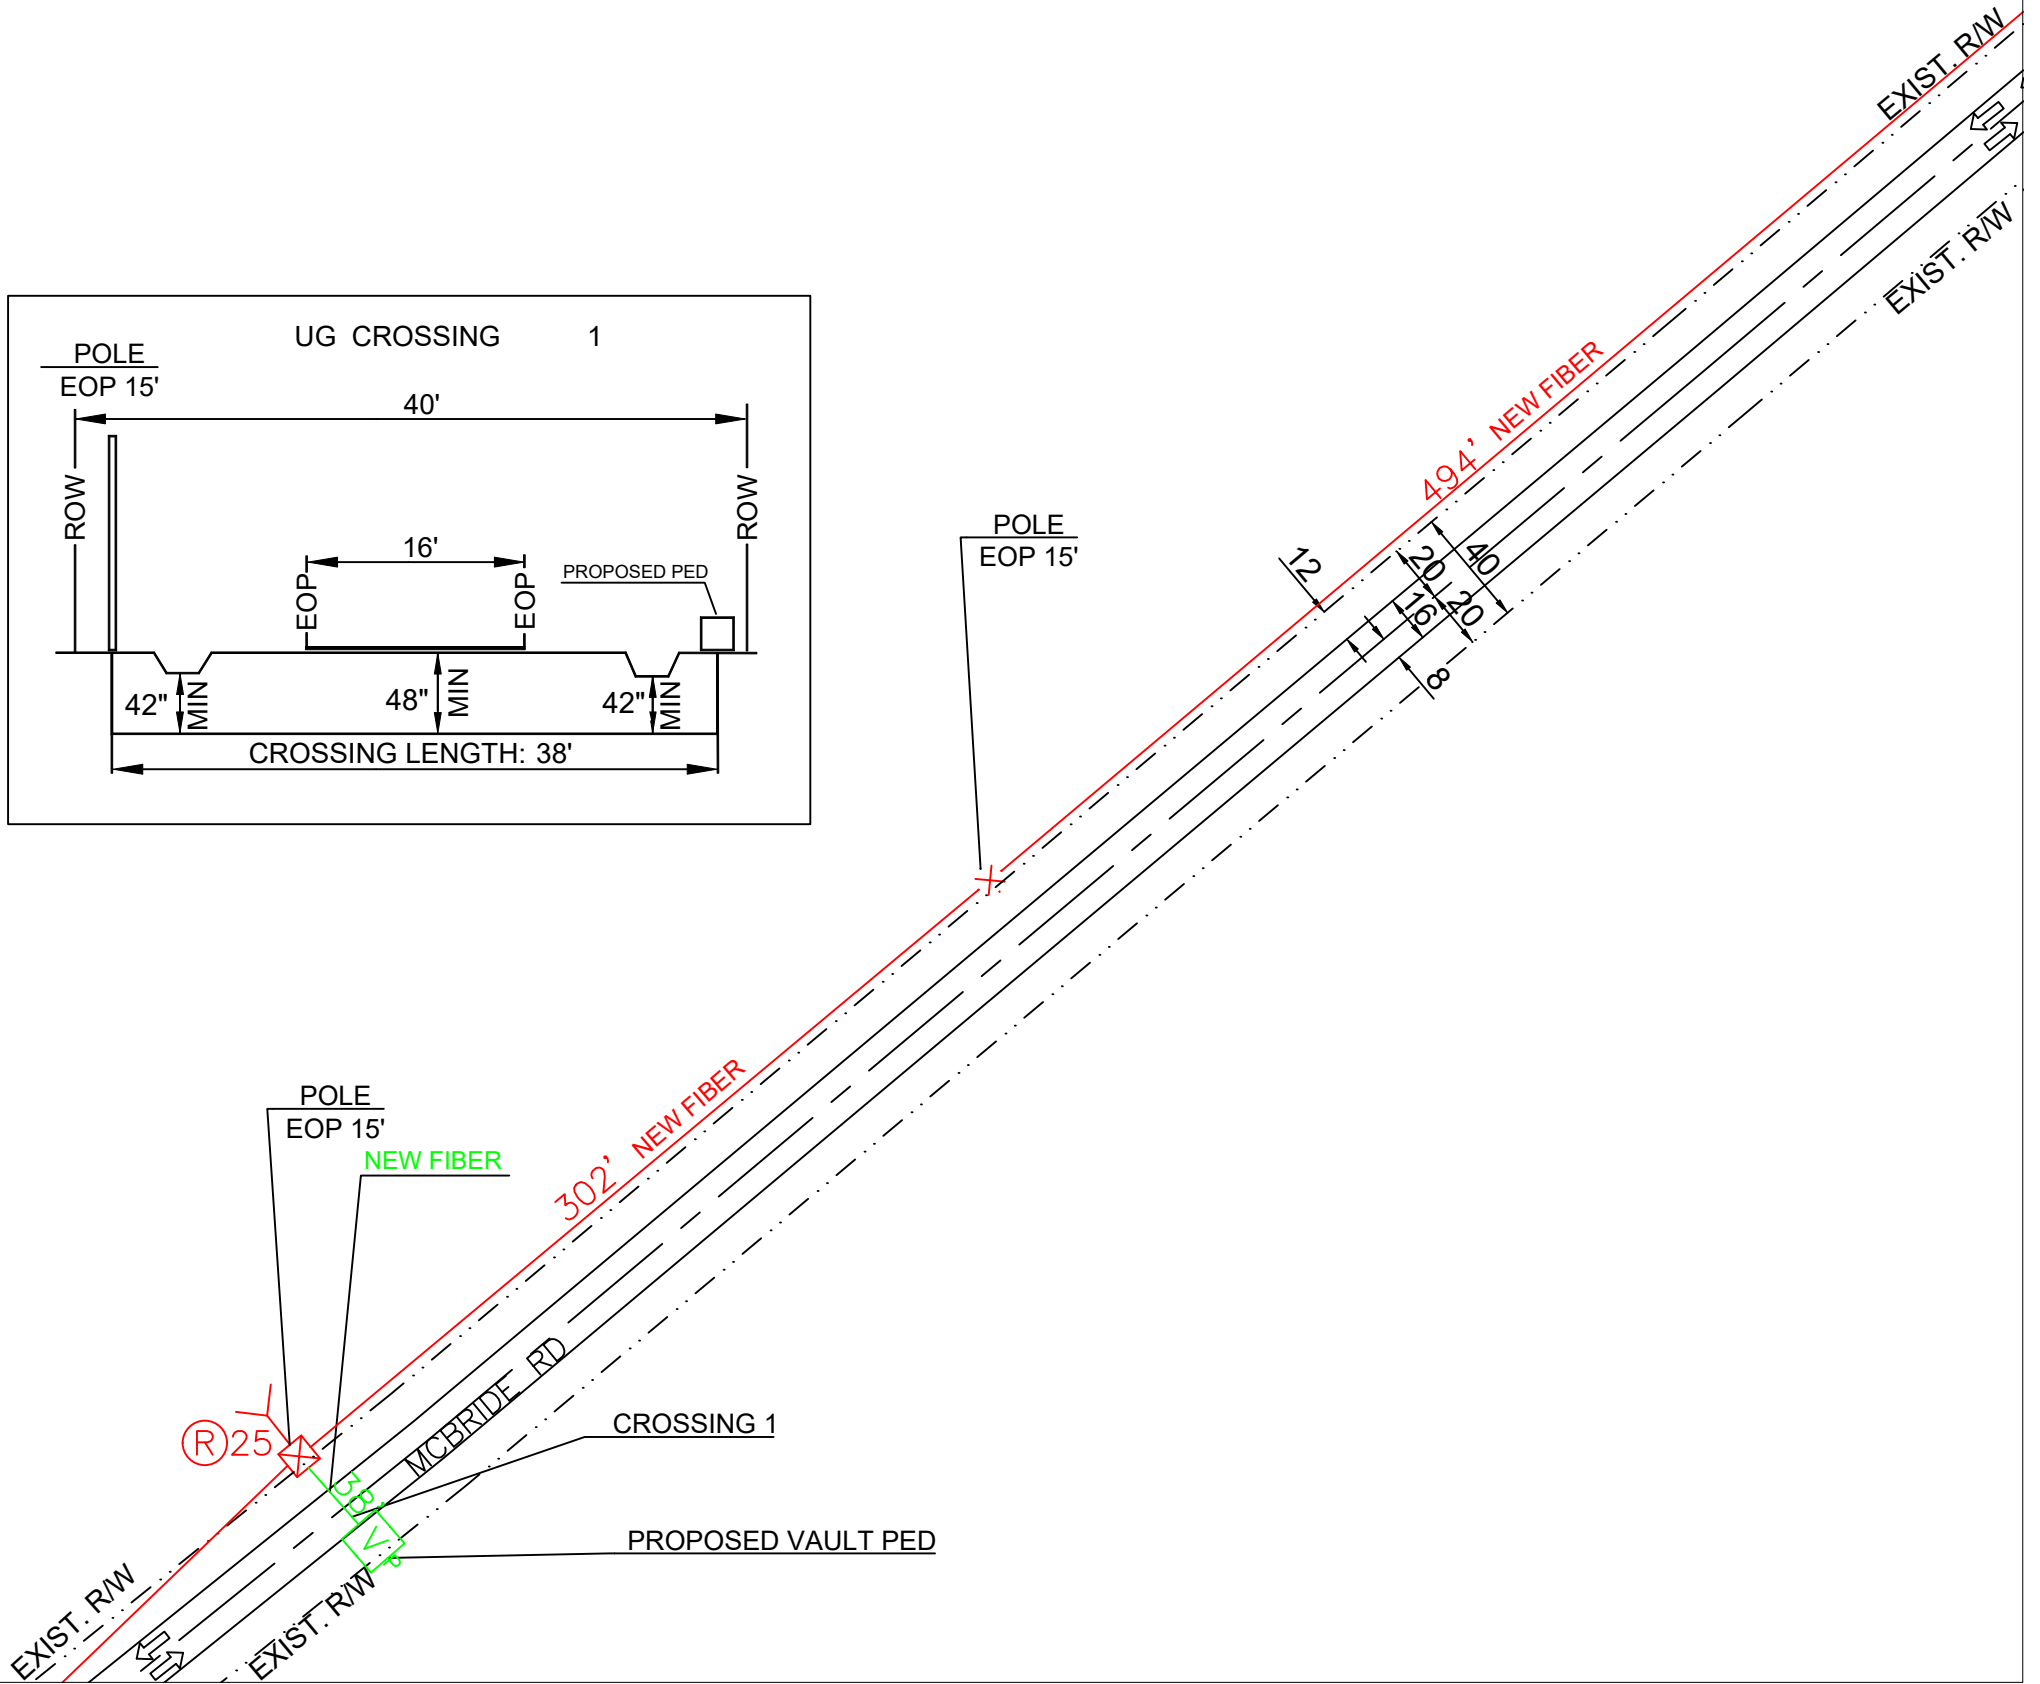 EXIST. R/W
EXIST. R/W
UG CROSSING 1
POLE
EOP 15'
40'
ROW
ROW
16'
EOP
EOP
PROPOSED PED
42"
MIN
48"
MIN
42"
MIN
CROSSING LENGTH: 38'
494' NEW FIBER
POLE
EOP 15'
12
20
40
16
20
8
302' NEW FIBER
POLE
EOP 15'
NEW FIBER
MCBRIDE RD
R 25
38'
CROSSING 1
V
P
PROPOSED VAULT PED
EXIST. R/W
EXIST. R/W